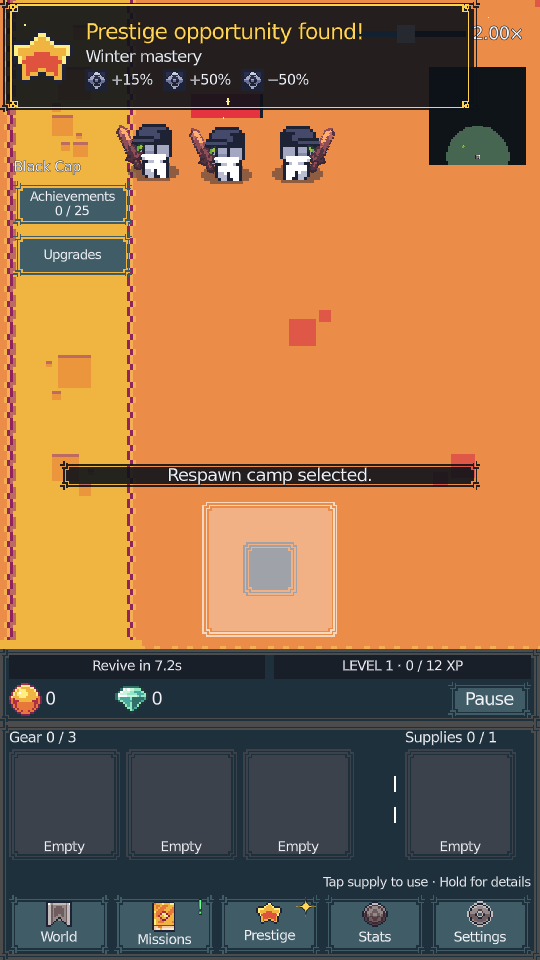 Prestige opportunity found!
Winter mastery
+15% +50% −50%
2.00×
Black Cap
Achievements
0 / 25
Upgrades
Respawn camp selected.
Revive in 7.2s
LEVEL 1 · 0 / 12 XP
0
0
Pause
Gear 0 / 3
Supplies 0 / 1
Empty
Empty
Empty
Empty
Tap supply to use · Hold for details
World
Missions
Prestige
Stats
Settings